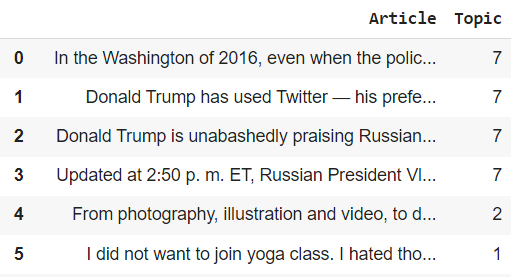 Article Topic
0 In the Washington of 2016, even when the polic... 7
1 Donald Trump has used Twitter — his prefe... 7
2 Donald Trump is unabashedly praising Russian... 7
3 Updated at 2:50 p. m. ET, Russian President Vl... 7
4 From photography, illustration and video, to d... 2
5 I did not want to join yoga class. I hated tho... 1